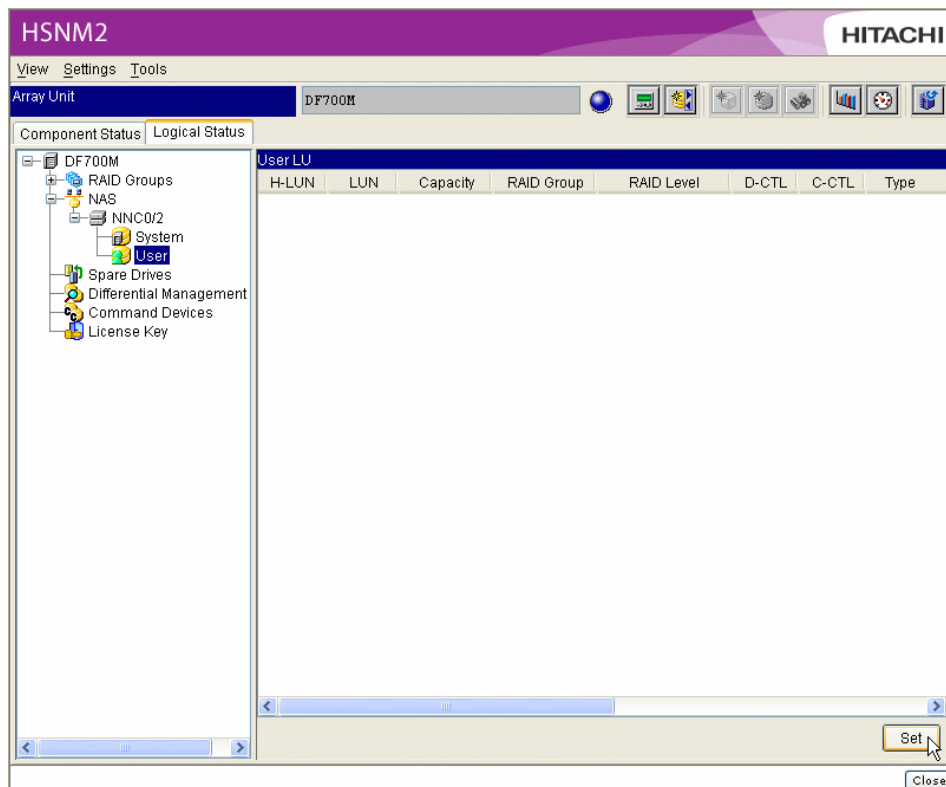 HSNM2
HITACHI
View Settings Tools
Array Unit
DF700M
Component Status Logical Status
DF700M
RAID Groups
NAS
NNC0/2
System
User
Spare Drives
Differential Management
Command Devices
License Key
User LU
H-LUN LUN Capacity RAID Group RAID Level D-CTL C-CTL Type
Set
Close